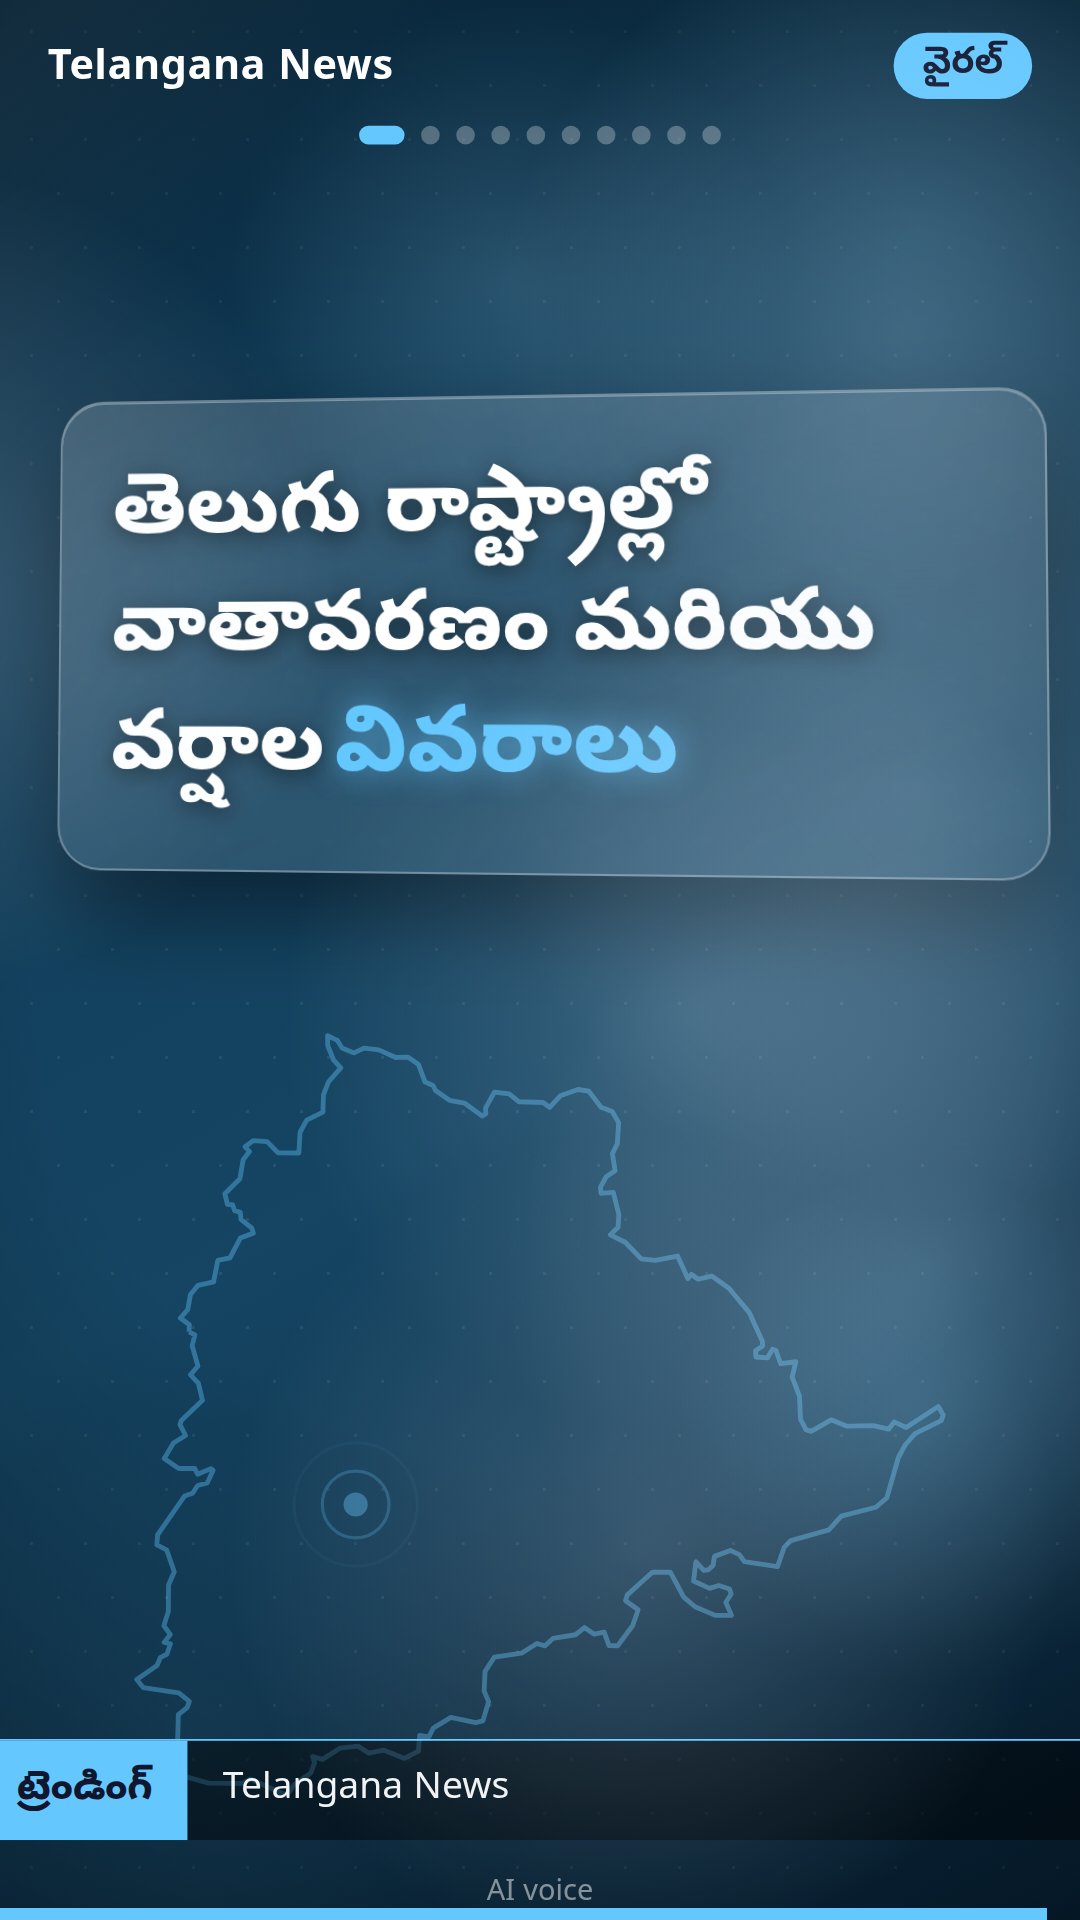 Telangana News
వైరల్
తెలుగు రాష్ట్రాల్లో
వాతావరణం మరియు
వర్షాల వివరాలు
ట్రెండింగ్
Telangana News
AI voice